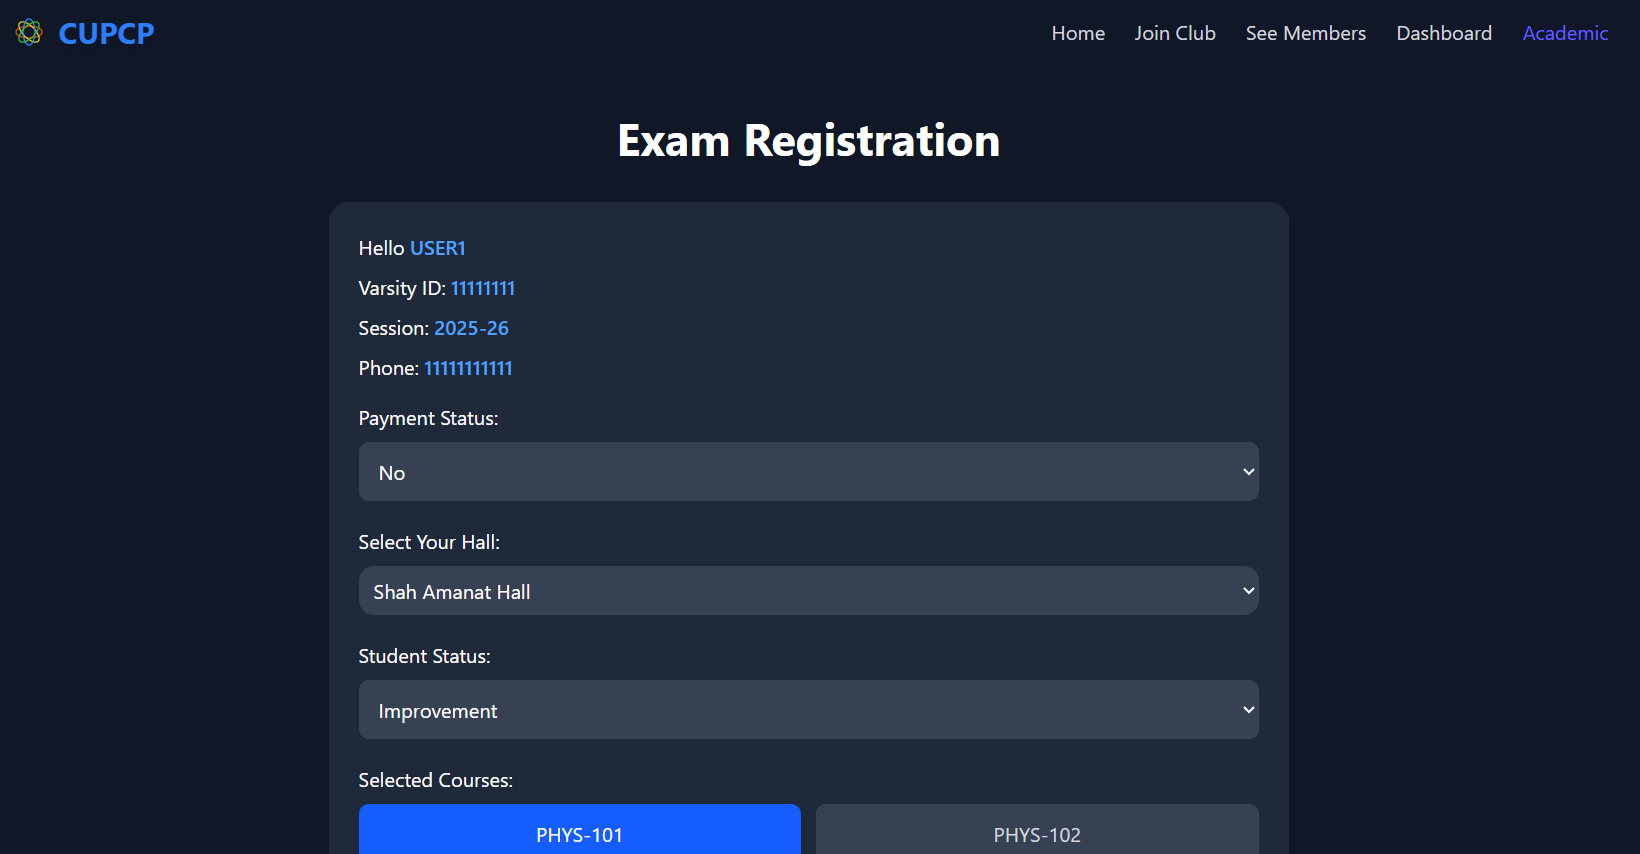 CUPCP
Home Join Club See Members Dashboard Academic
Exam Registration
Hello USER1
Varsity ID: 11111111
Session: 2025-26
Phone: 11111111111
Payment Status:
No
Select Your Hall:
Shah Amanat Hall
Student Status:
Improvement
Selected Courses:
PHYS-101 PHYS-102